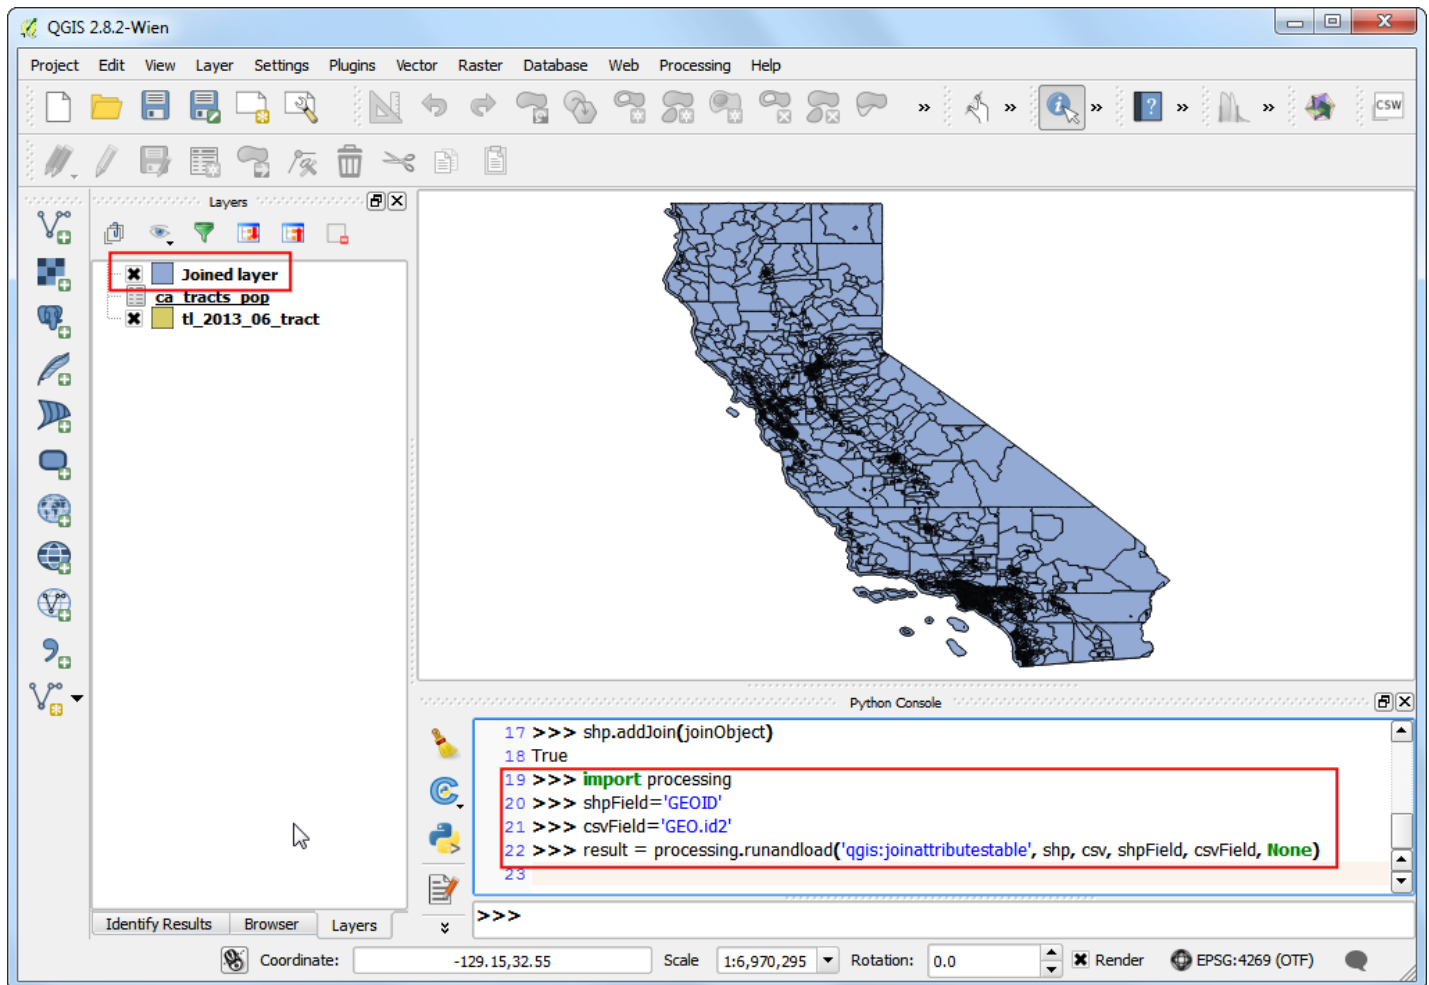 QGIS 2.8.2-Wien
Project Edit View Layer Settings Plugins Vector Raster Database Web Processing Help
» » » » » CSW
Layers
Joined layer
ca_tracts_pop
tl_2013_06_tract
Identify Results Browser Layers
Python Console
17 >>> shp.addJoin(joinObject)
18 True
19 >>> import processing
20 >>> shpField='GEOID'
21 >>> csvField='GEO.id2'
22 >>> result = processing.runandload('qgis:joinattributestable', shp, csv, shpField, csvField, None)
23
>>>
Coordinate: -129.15,32.55 Scale 1:6,970,295 Rotation: 0.0 Render EPSG:4269 (OTF)